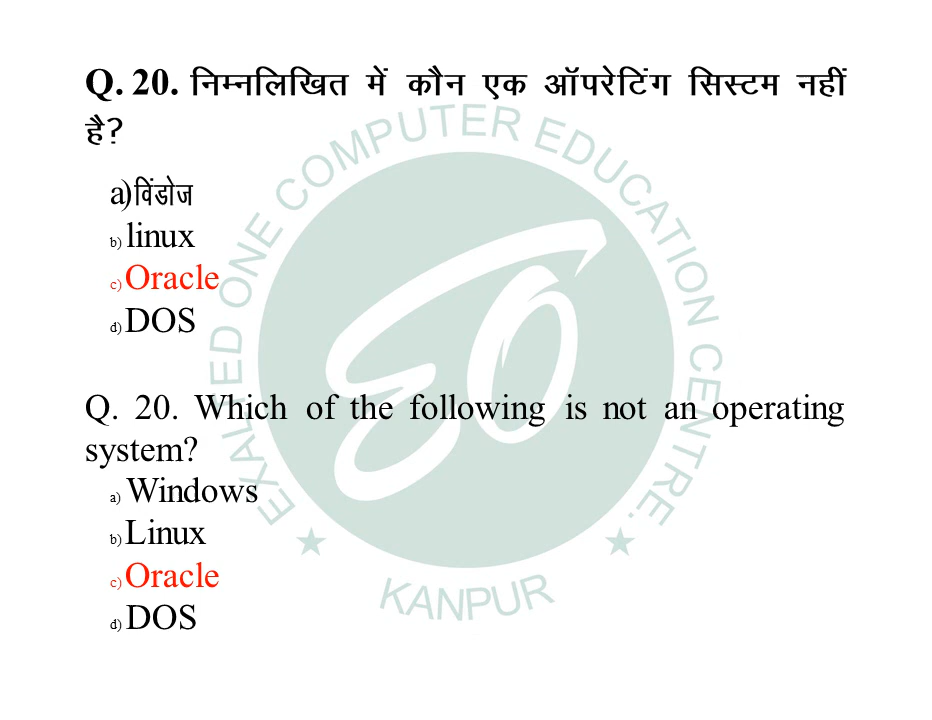 Q. 20. निम्नलिखित में कौन एक ऑपरेटिंग सिस्टम नहीं
है?
a)विंडोज
b) linux
c) Oracle
d) DOS
Q. 20. Which of the following is not an operating
system?
a) Windows
b) Linux
c) Oracle
d) DOS
EXALTED ONE COMPUTER EDUCATION CENTRE.
EO
★ KANPUR ★